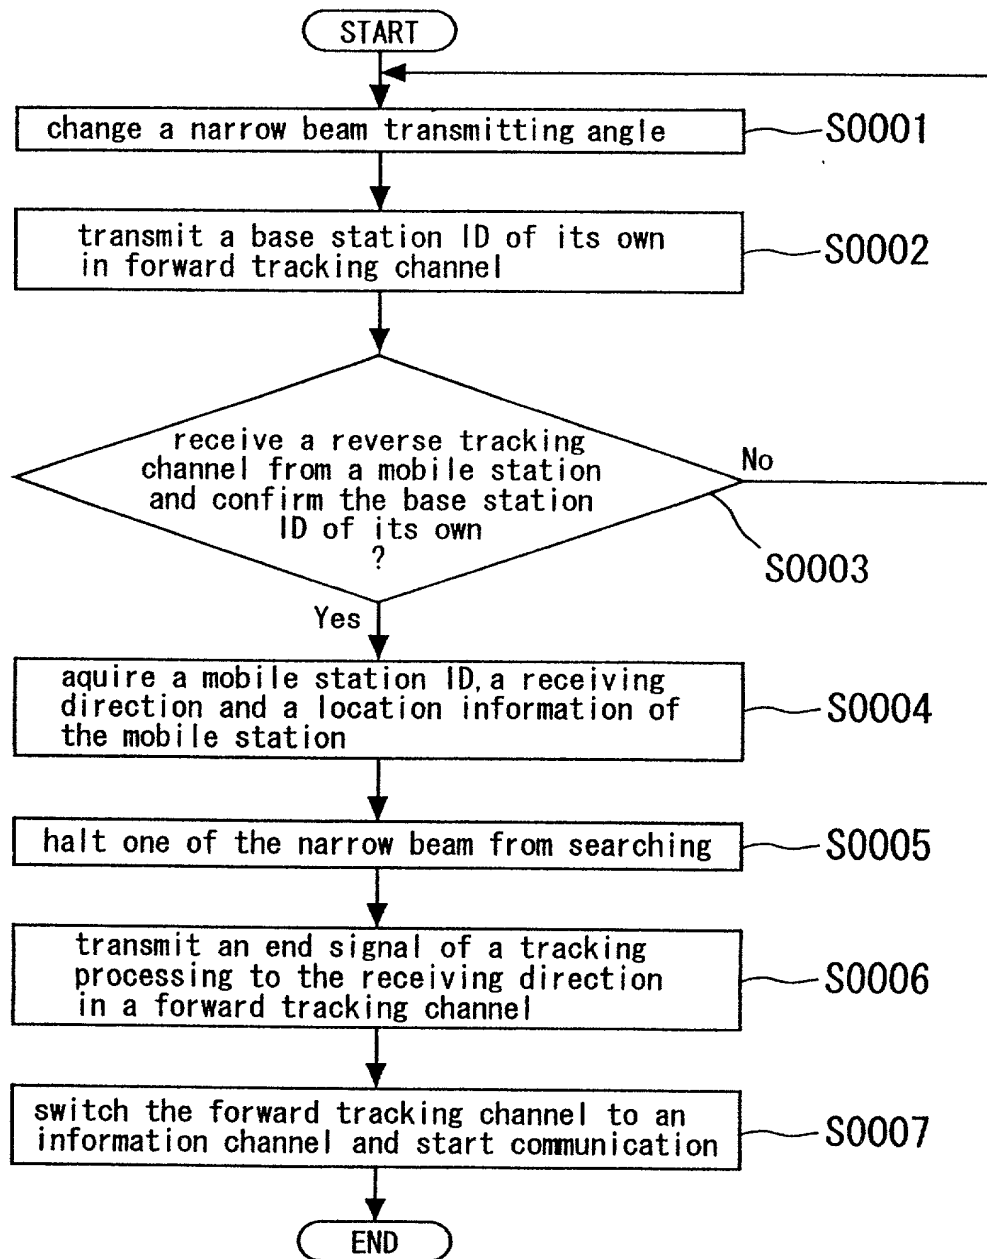 START
change a narrow beam transmitting angle
S0001
transmit a base station ID of its own
in forward tracking channel
S0002
receive a reverse tracking
channel from a mobile station
and confirm the base station
ID of its own
?
No
S0003
Yes
aquire a mobile station ID, a receiving
direction and a location information of
the mobile station
S0004
halt one of the narrow beam from searching
S0005
transmit an end signal of a tracking
processing to the receiving direction
in a forward tracking channel
S0006
switch the forward tracking channel to an
information channel and start communication
S0007
END